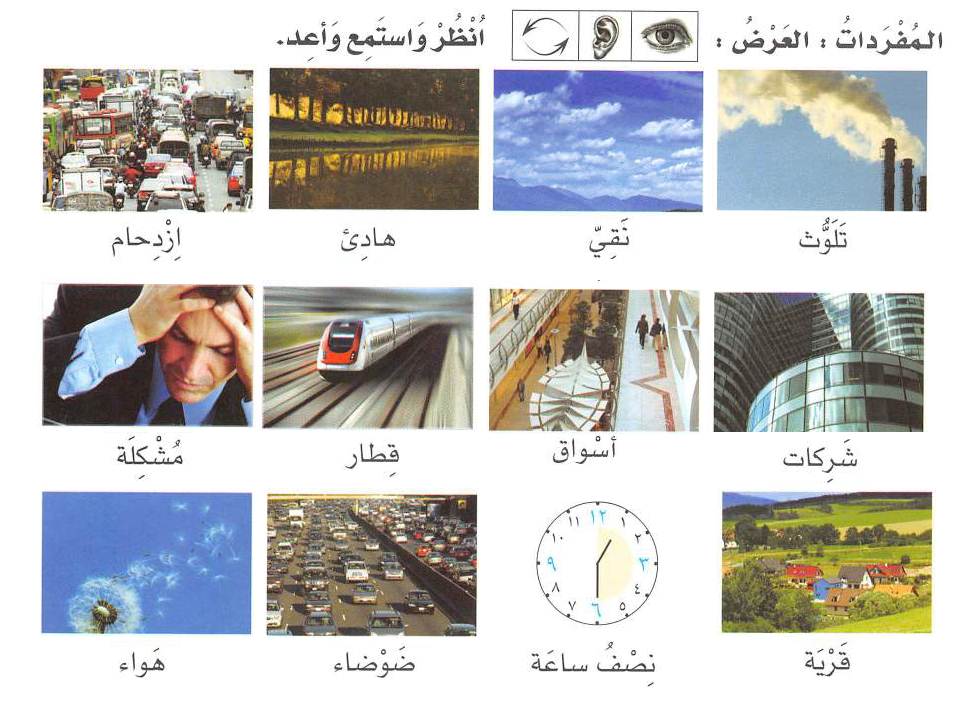 المُفْرَداتُ : العَرْضُ : اُنْظُرْ وَاستَمِع وَأعِد.
تَلَوُّث نَقِيّ هادِئ اِزْدِحام
شَرِكات أسْواق قِطار مُشْكِلَة
١٢ ١ ٢ ٣ ٤ ٥ ٦ ٧ ٨ ٩ ١٠ ١١
قَرْيَة نِصْفُ ساعَة ضَوْضاء هَواء